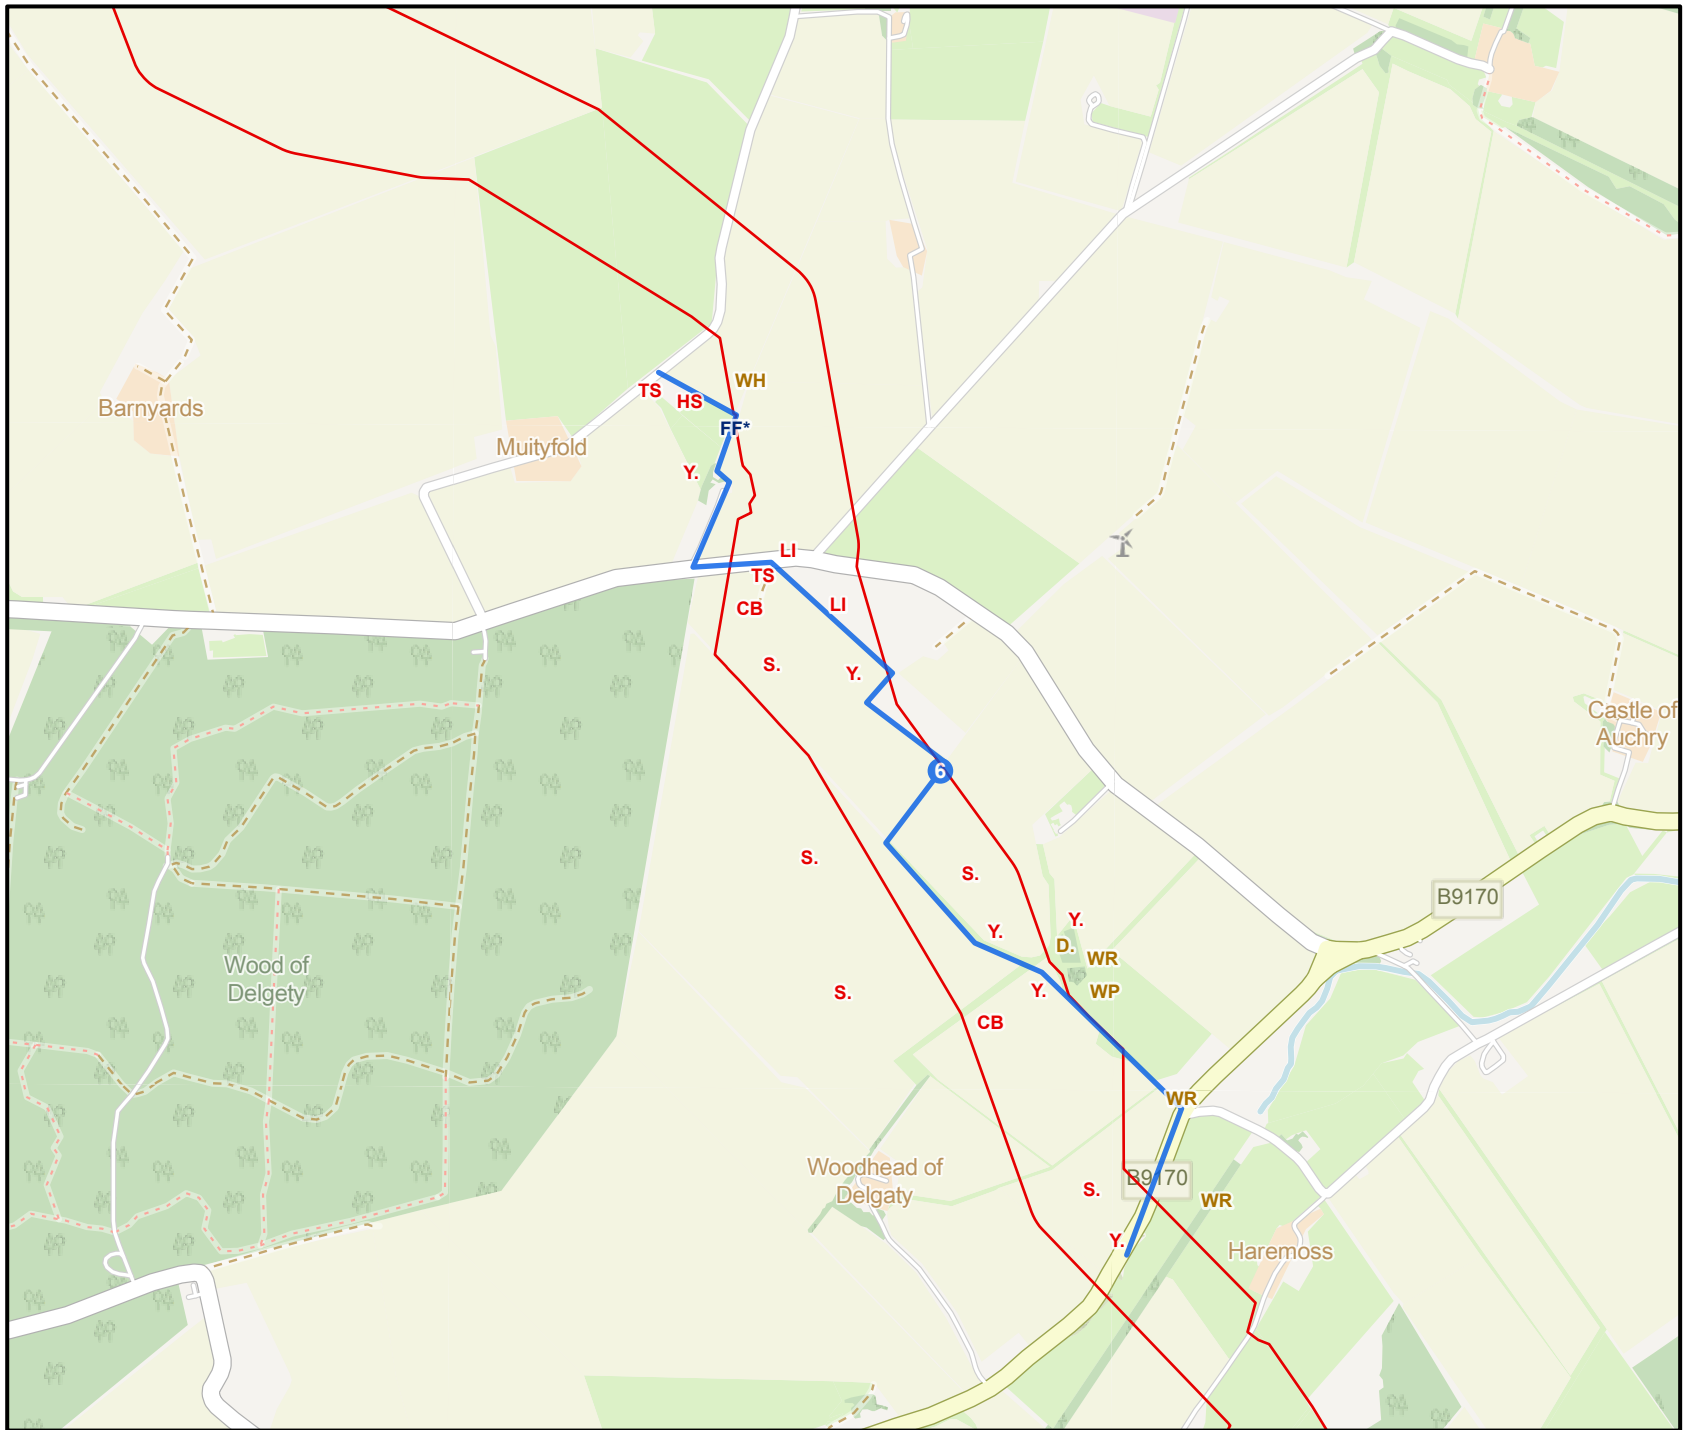 WH
TS
HS
Barnyards
FF*
Muityfold
Y.
LI
TS
CB
LI
S.
Y.
Castle of
Auchry
6
S.
S.
B9170
Y.
Y.
D.
WR
Wood of
Delgety
S.
Y.
WP
CB
WR
Woodhead of
Delgaty
B9170
S.
WR
Y.
Haremoss